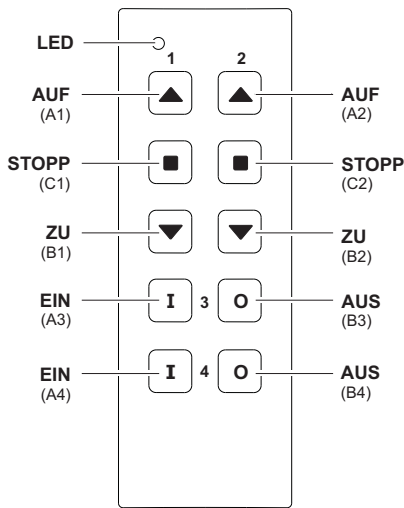 LED
1 2
AUF
(A1)
AUF
(A2)
STOPP
(C1)
STOPP
(C2)
ZU
(B1)
ZU
(B2)
EIN
(A3)
I 3 O
AUS
(B3)
EIN
(A4)
I 4 O
AUS
(B4)